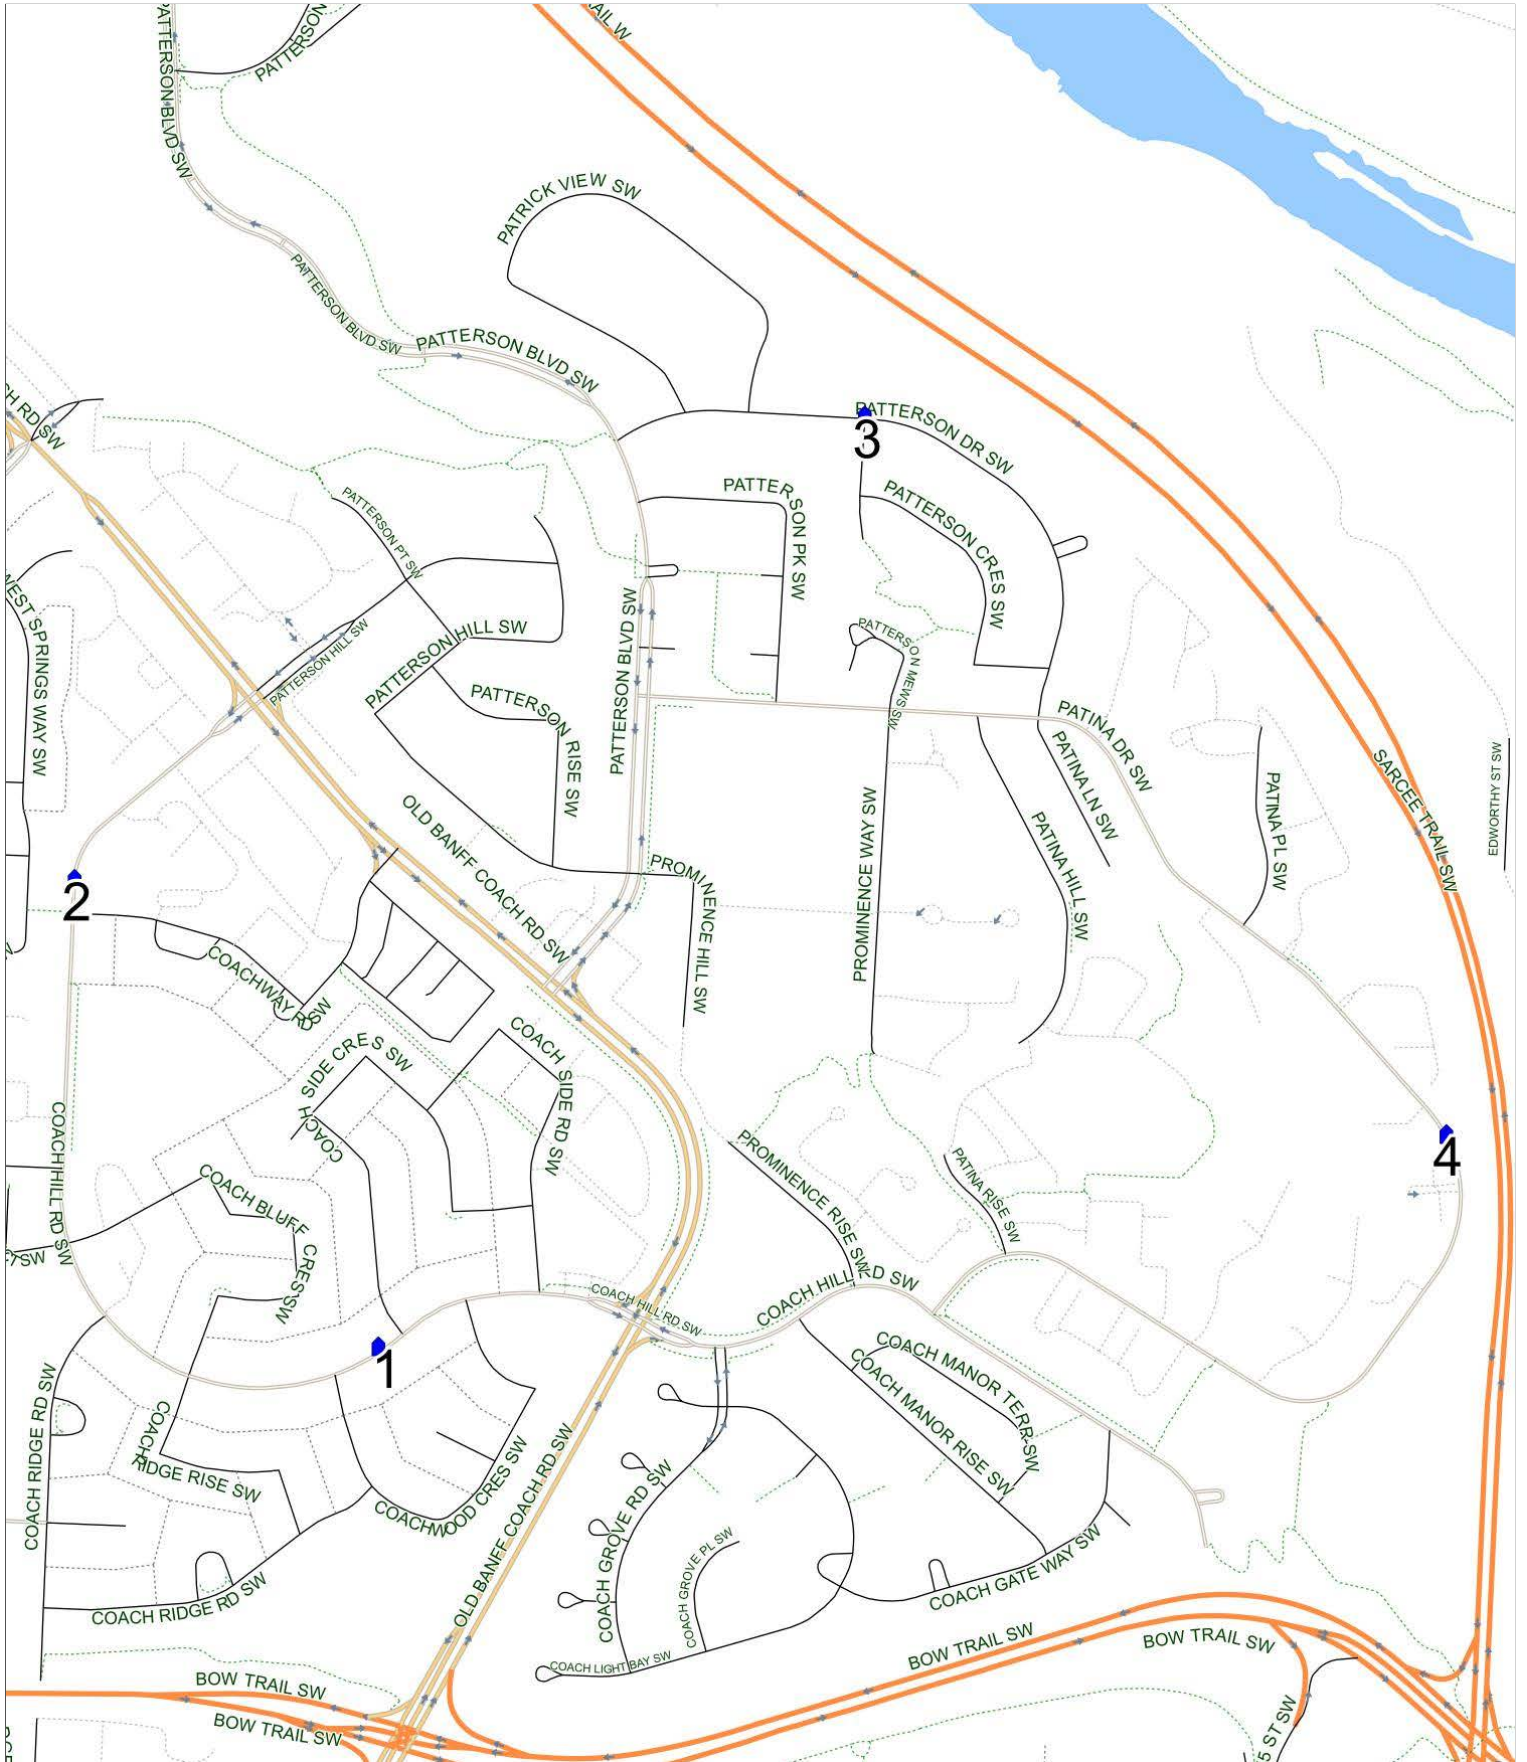 PATTERSON BLVD SW
PATTERSON
AIL W
PATRICK VIEW SW
PATTERSON BLVD SW
PATTERSON BLVD SW
CH RD SW
PATTERSON DR SW
3
PATTERSON PK SW
PATTERSON CRES SW
PATTERSON PT SW
WEST SPRINGS WAY SW
PATTERSON HILL SW
PATTERSON HILL SW
PATTERSON BLVD SW
PATTERSON MEWS SW
PATTERSON RISE SW
PATINA DR SW
PATINA LN SW
SARCEE TRAIL SW
EDWORTHY ST SW
PATINA PL SW
OLD BANFF COACH RD SW
PROMINENCE WAY SW
PATINA HILL SW
PROMINENCE HILL SW
2
COACHWAY RD SW
COACH SIDE CRES SW
COACH SIDE RD SW
COACH HILL RD SW
PROMINENCE RISE SW
PATINA RISE SW
4
COACH BLUFF CRES SW
SW
COACH HILL RD SW
COACH HILL RD SW
1
COACH MANOR TERR SW
COACH MANOR RISE SW
COACH RIDGE RD SW
COACH RIDGE RISE SW
COACHWOOD CRES SW
OLD BANFF COACH RD SW
COACH GROVE RD SW
COACH GROVE PL SW
COACH GATE WAY SW
COACH RIDGE RD SW
COACH LIGHT BAY SW
BOW TRAIL SW
BOW TRAIL SW
BOW TRAIL SW
BOW TRAIL SW
5 ST SW